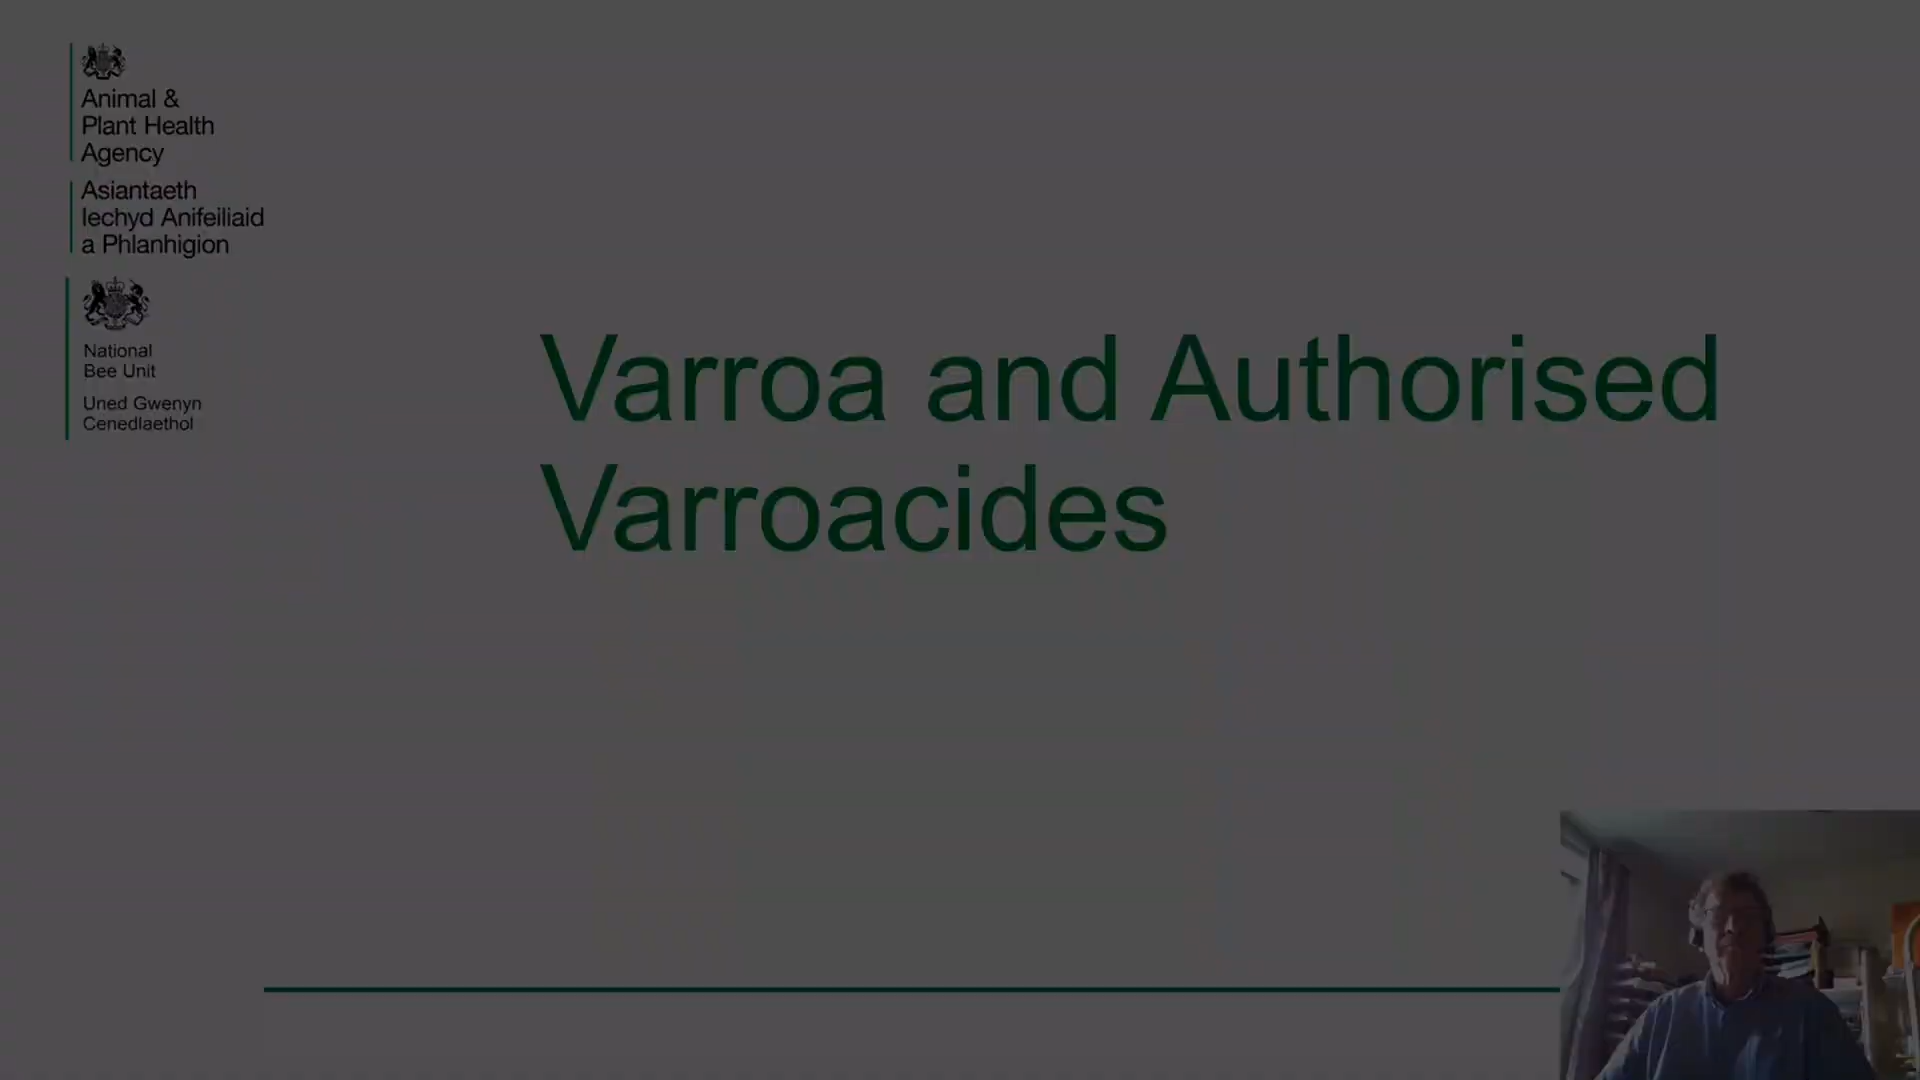 Animal &
Plant Health
Agency
Asiantaeth
Iechyd Anifeiliaid
a Phlanhigion
National
Bee Unit
Uned Gwenyn
Cenedlaethol
Varroa and Authorised
Varroacides